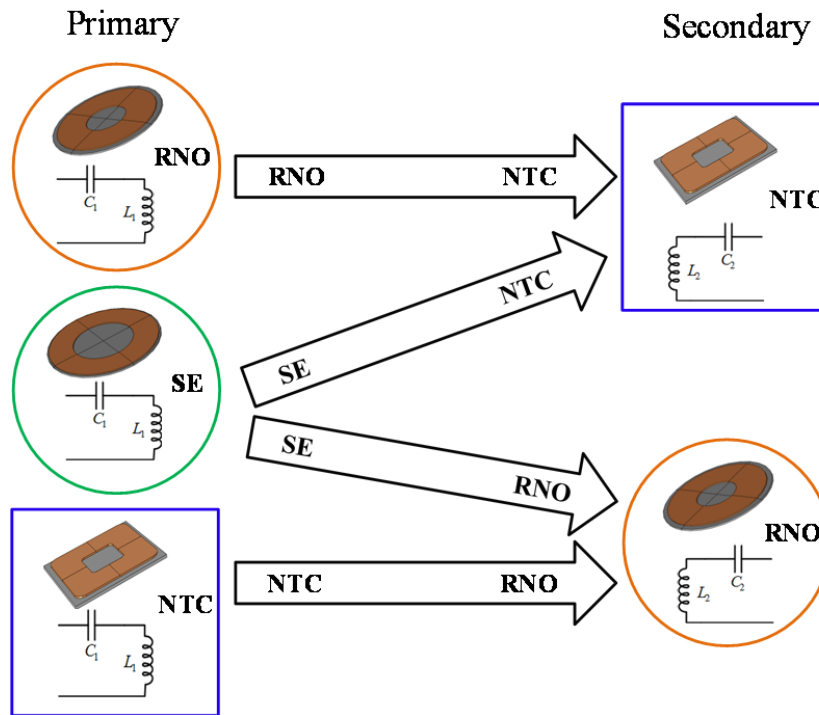 Primary
Secondary
RNO
C1
L1
RNO NTC
NTC
L2
C2
SE
C1
L1
SE NTC
SE RNO
NTC
C1
L1
NTC RNO
RNO
L2
C2